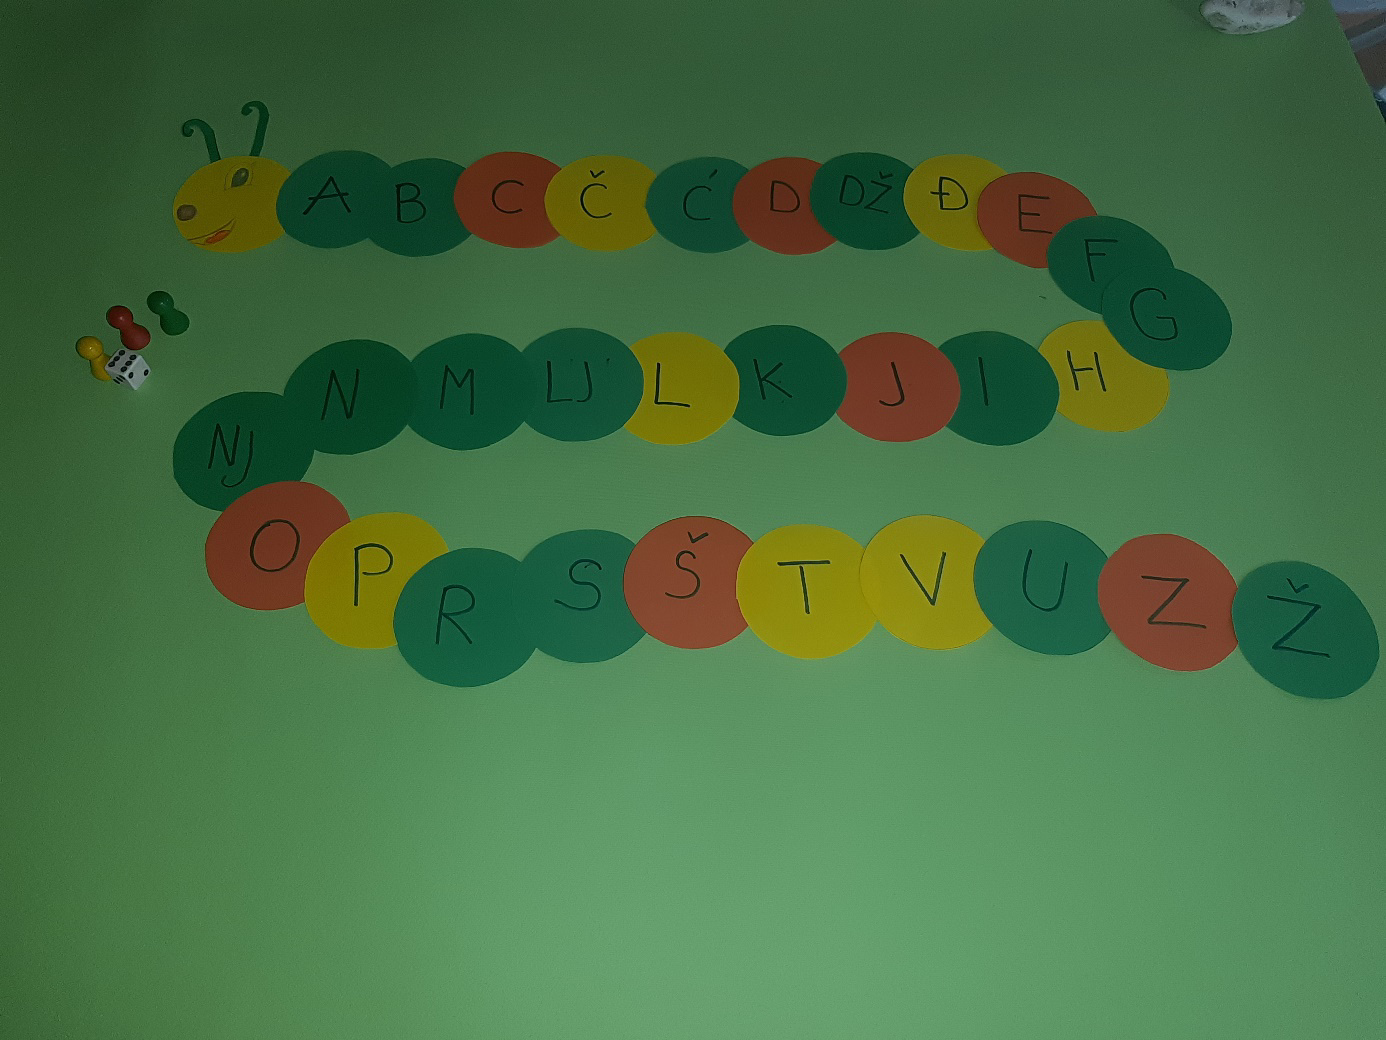 A B C Č Ć D DŽ Đ E F G
H I J K L LJ M N NJ
O P R S Š T V U Z Ž